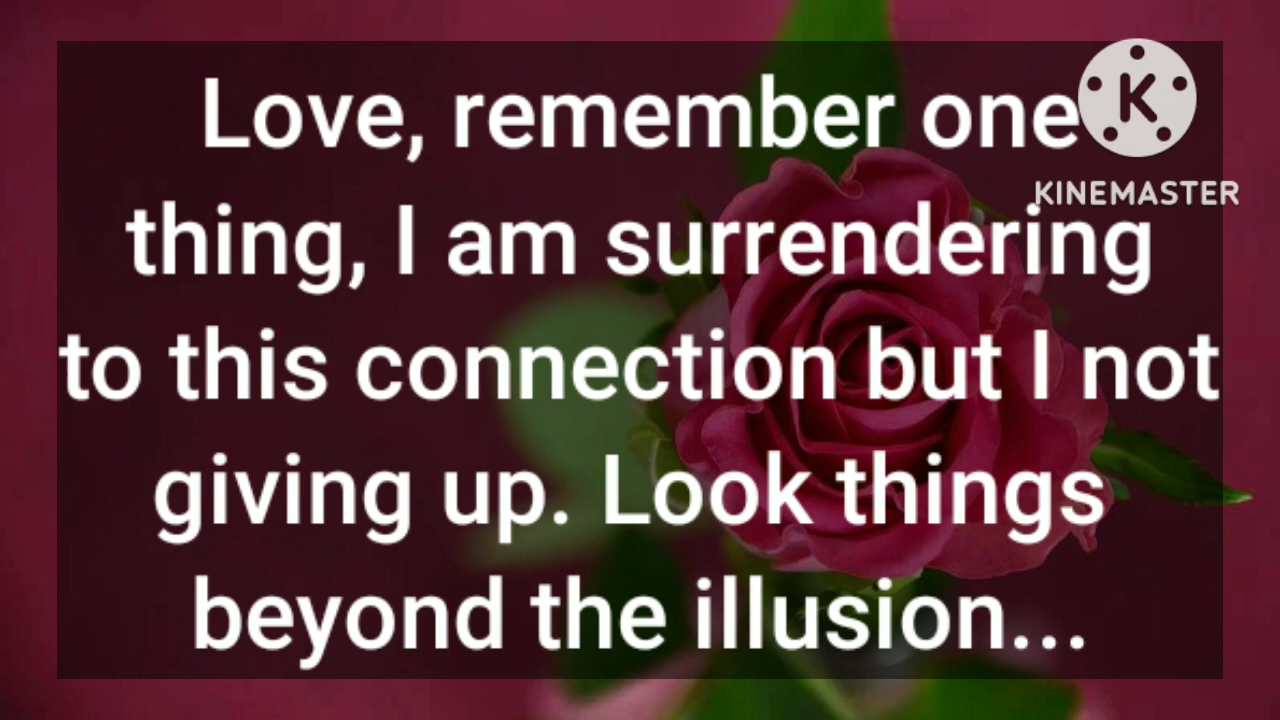 Love, remember one
KINEMASTER
thing, I am surrendering
to this connection but I not
giving up. Look things
beyond the illusion...